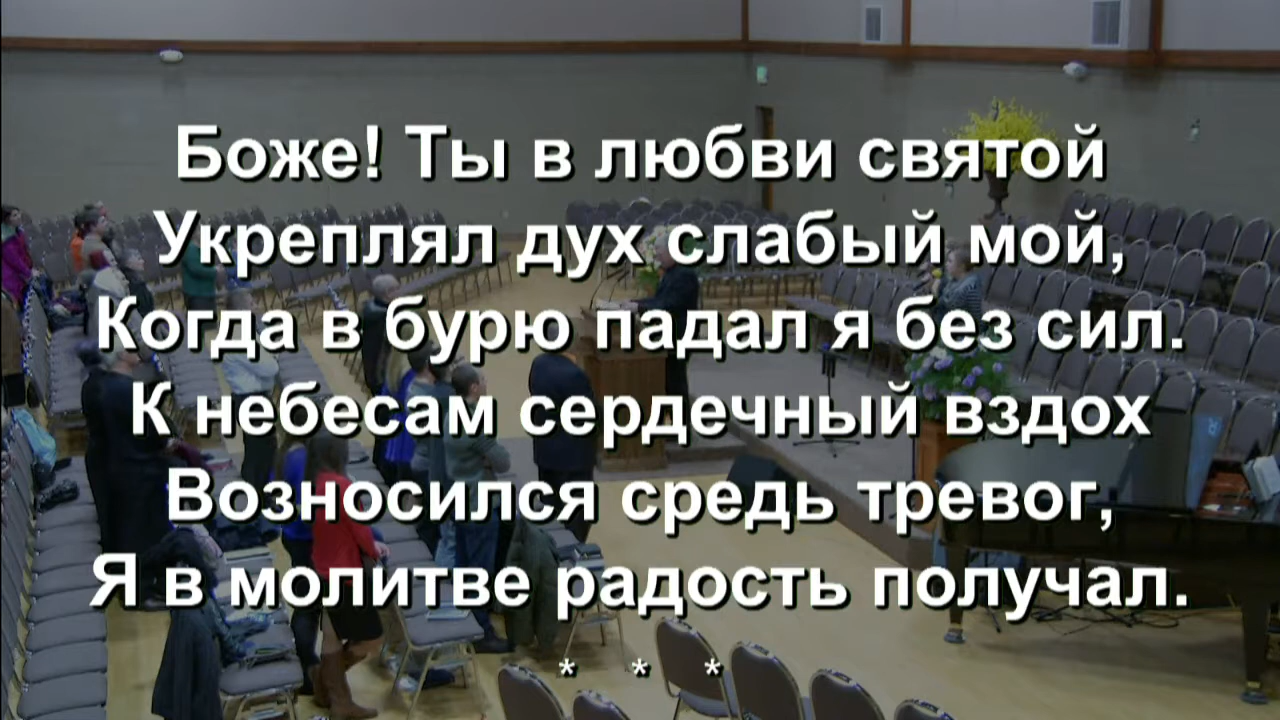 Боже! Ты в любви святой
Укреплял дух слабый мой,
Когда в бурю падал я без сил.
К небесам сердечный вздох
Возносился средь тревог,
Я в молитве радость получал.
* * *